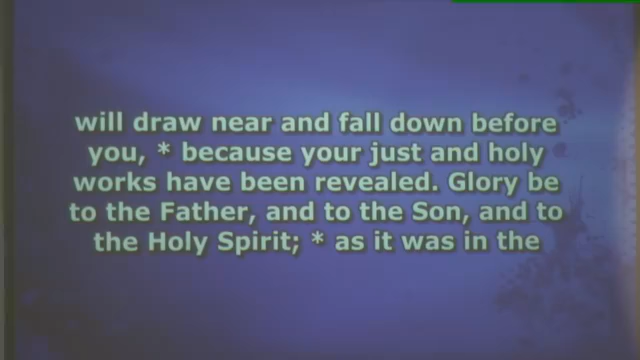 will draw near and fall down before
you, * because your just and holy
works have been revealed. Glory be
to the Father, and to the Son, and to
the Holy Spirit; * as it was in the